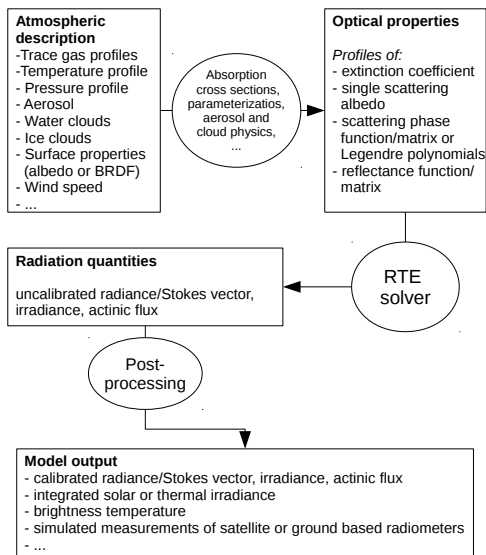 Atmospheric
description
-Trace gas profiles
-Temperature profile
- Pressure profile
- Aerosol
- Water clouds
- Ice clouds
- Surface properties
(albedo or BRDF)
- Wind speed
- ...
Absorption
cross sections,
parameterizatios,
aerosol and
cloud physics,
...
Optical properties
Profiles of:
- extinction coefficient
- single scattering
albedo
- scattering phase
function/matrix or
Legendre polynomials
- reflectance function/
matrix
RTE
solver
Radiation quantities
uncalibrated radiance/Stokes vector,
irradiance, actinic flux
Post-
processing
Model output
- calibrated radiance/Stokes vector, irradiance, actinic flux
- integrated solar or thermal irradiance
- brightness temperature
- simulated measurements of satellite or ground based radiometers
- ...